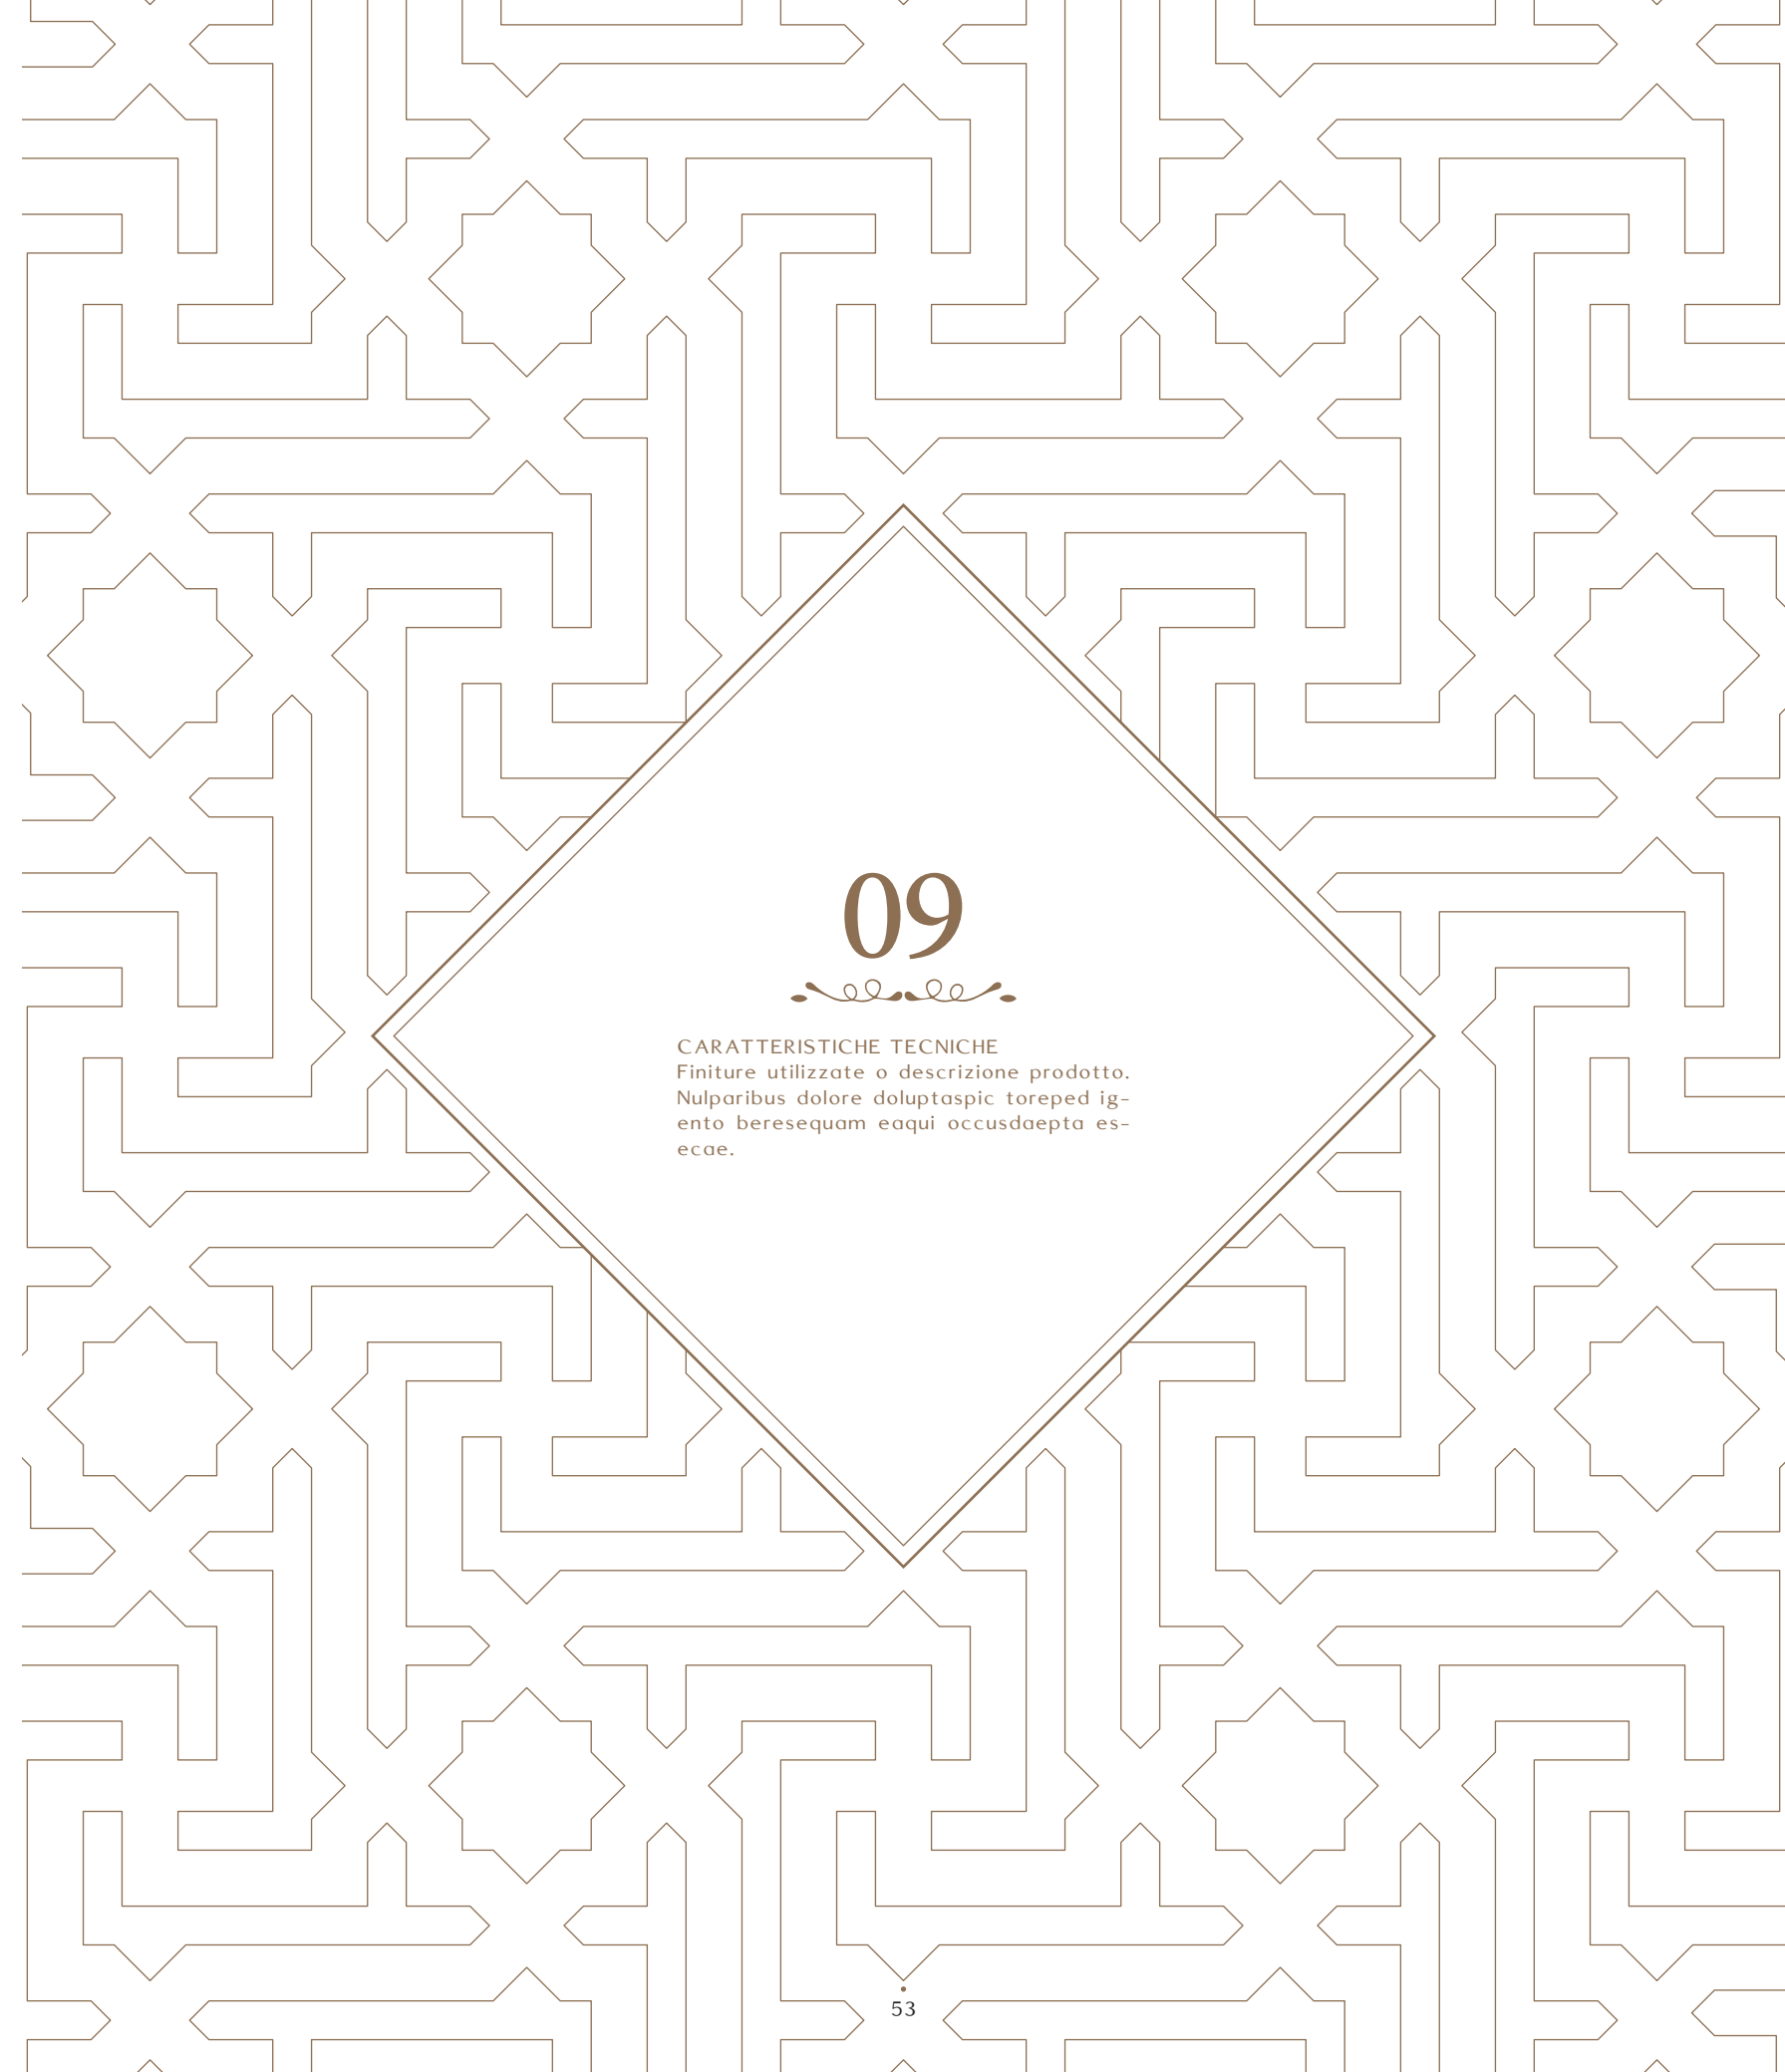 09
CARATTERISTICHE TECNICHE
Finiture utilizzate o descrizione prodotto.
Nulparibus dolore doluptaspic toreped ig-
ento beresequam eaqui occusdaepta es-
ecae.
53